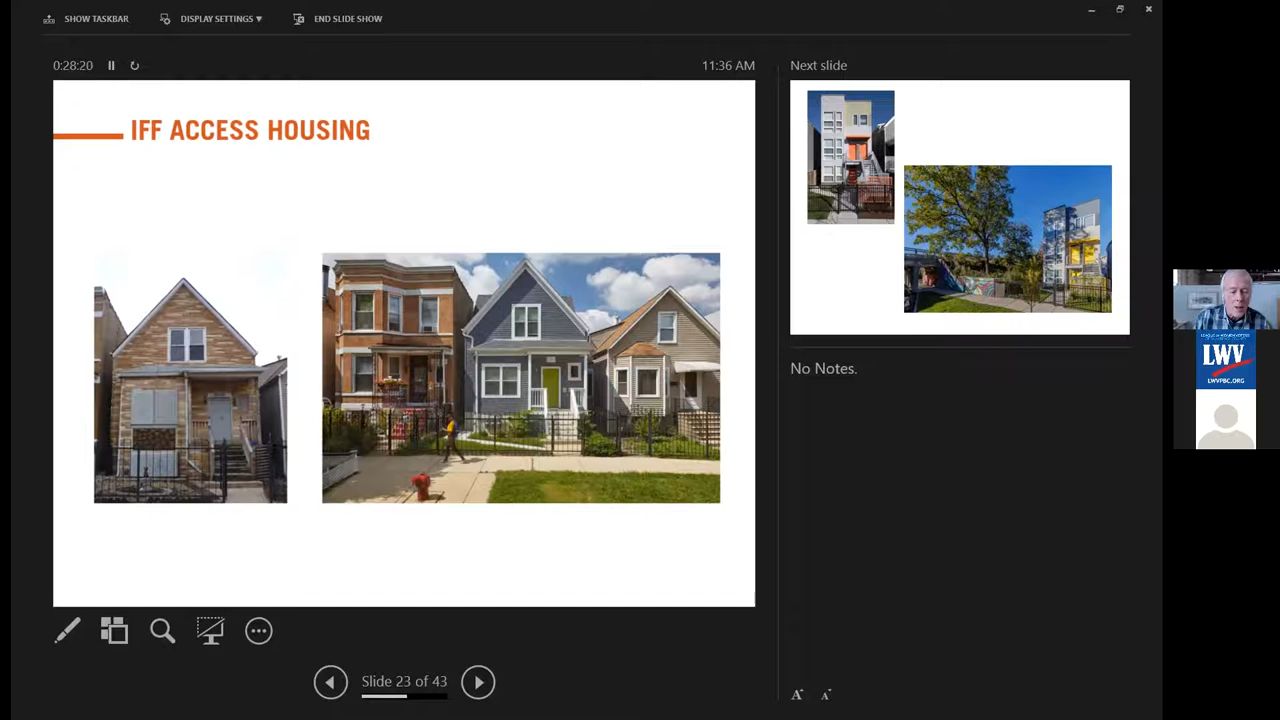 SHOW TASKBAR
DISPLAY SETTINGS ▼
END SLIDE SHOW
0:28:20
11:36 AM
Next slide
IFF ACCESS HOUSING
No Notes.
LWV
LWVPBC.ORG
Slide 23 of 43